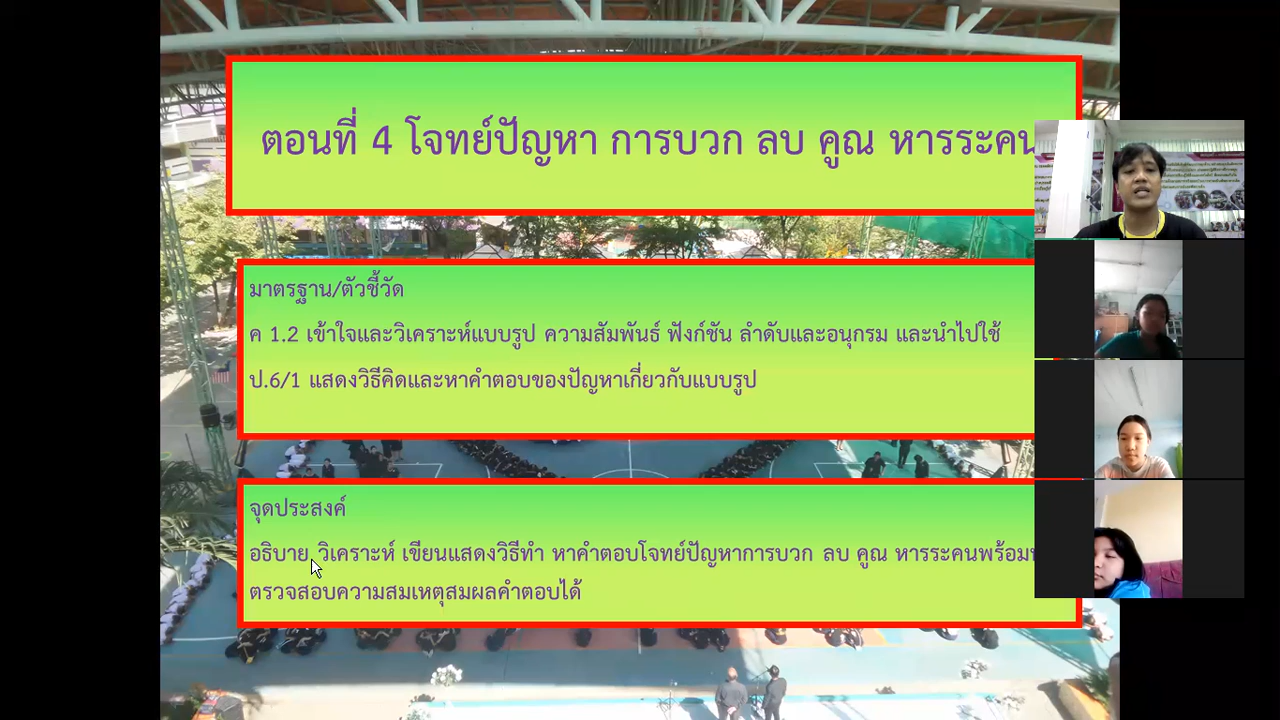 ตอนที่ 4 โจทย์ปัญหา การบวก ลบ คูณ หารระคน
มาตรฐาน/ตัวชี้วัด
ค 1.2 เข้าใจและวิเคราะห์แบบรูป ความสัมพันธ์ ฟังก์ชัน ลำดับและอนุกรม และนำไปใช้
ป.6/1 แสดงวิธีคิดและหาคำตอบของปัญหาเกี่ยวกับแบบรูป
จุดประสงค์
อธิบาย วิเคราะห์ เขียนแสดงวิธีทำ หาคำตอบโจทย์ปัญหาการบวก ลบ คูณ หารระคนพร้อม
ตรวจสอบความสมเหตุสมผลคำตอบได้